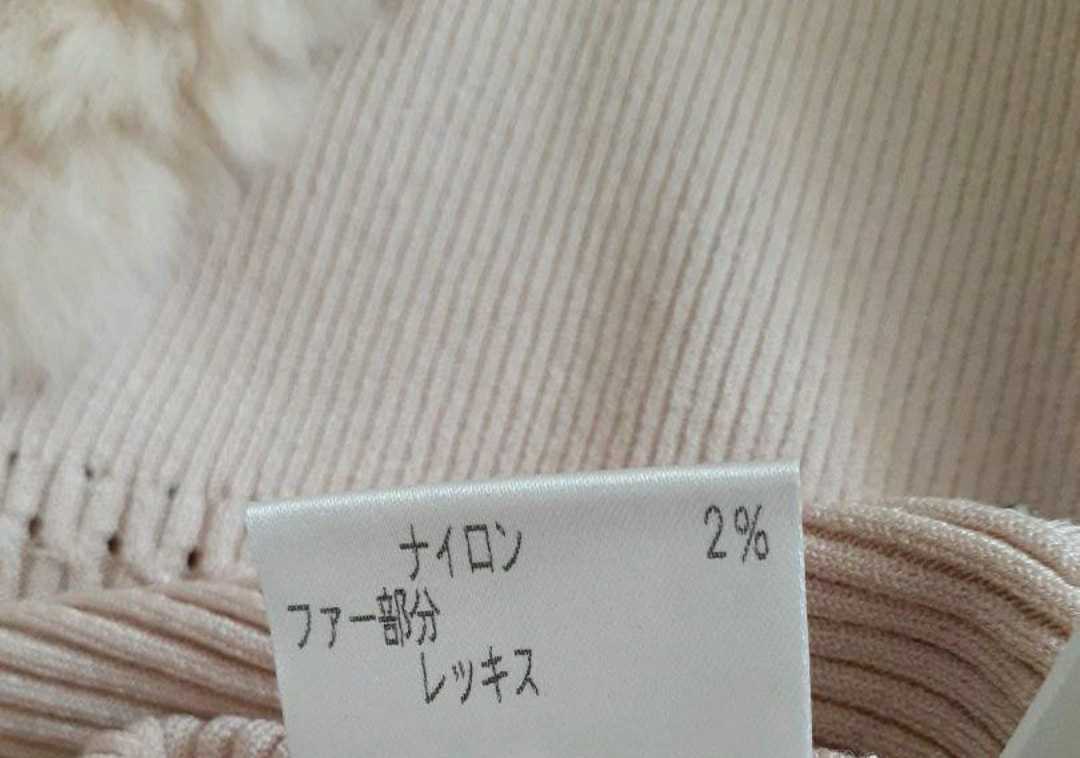 ナイロン 2%
ファー部分
レッキス